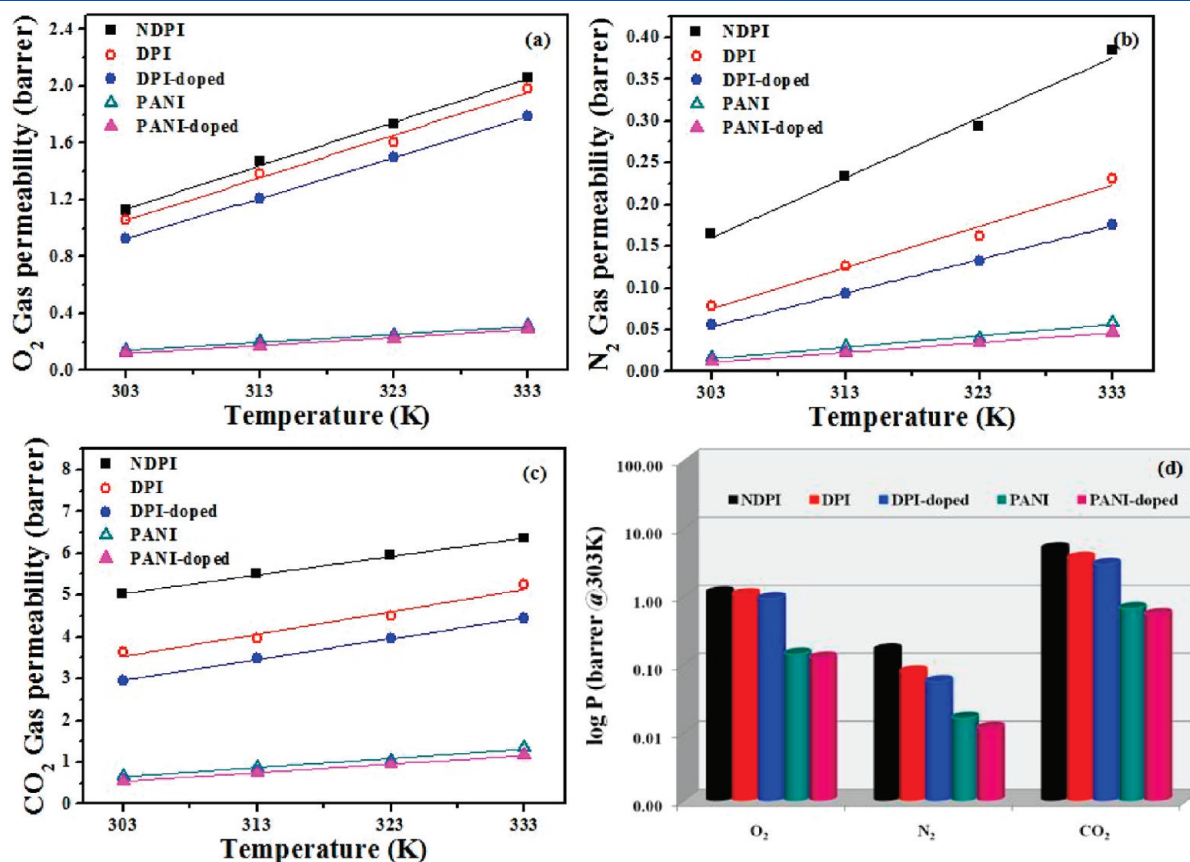 (a)
NDPI
DPI
DPI-doped
PANI
PANI-doped
O₂ Gas permeability (barrer)
2.4
2.0
1.6
1.2
0.8
0.4
0.0
303 313 323 333
Temperature (K)
(b)
NDPI
DPI
DPI-doped
PANI
PANI-doped
N₂ Gas permeability (barrer)
0.40
0.35
0.30
0.25
0.20
0.15
0.10
0.05
0.00
303 313 323 333
Temperature (K)
(c)
NDPI
DPI
DPI-doped
PANI
PANI-doped
CO₂ Gas permeability (barrer)
8
7
6
5
4
3
2
1
0
303 313 323 333
Temperature (K)
(d)
NDPI DPI DPI-doped PANI PANI-doped
log P (barrer @303K)
100.00
10.00
1.00
0.10
0.01
0.00
O₂ N₂ CO₂